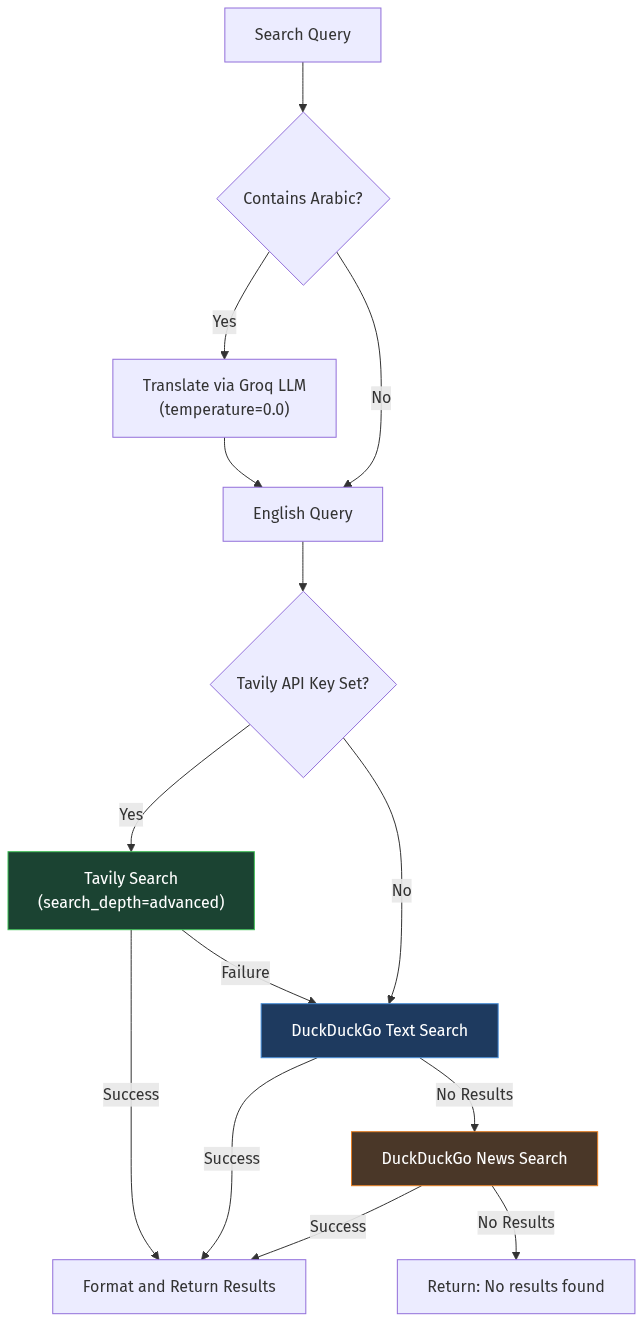 Search Query
Contains Arabic?
Yes
Translate via Groq LLM
(temperature=0.0)
No
English Query
Tavily API Key Set?
Yes
Tavily Search
(search_depth=advanced)
No
Failure
DuckDuckGo Text Search
Success
No Results
Success
DuckDuckGo News Search
Success
No Results
Format and Return Results
Return: No results found